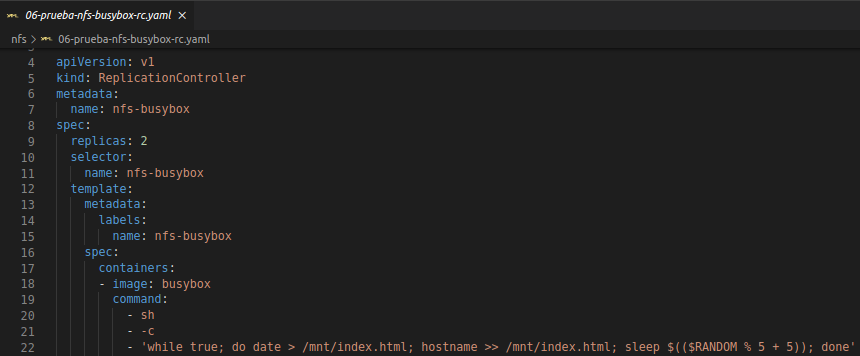 06-prueba-nfs-busybox-rc.yaml
nfs > 06-prueba-nfs-busybox-rc.yaml
4 apiVersion: v1
5 kind: ReplicationController
6 metadata:
7   name: nfs-busybox
8 spec:
9   replicas: 2
10   selector:
11     name: nfs-busybox
12   template:
13     metadata:
14       labels:
15         name: nfs-busybox
16     spec:
17       containers:
18       - image: busybox
19         command:
20           - sh
21           - -c
22           - 'while true; do date > /mnt/index.html; hostname >> /mnt/index.html; sleep $(($RANDOM % 5 + 5)); done'